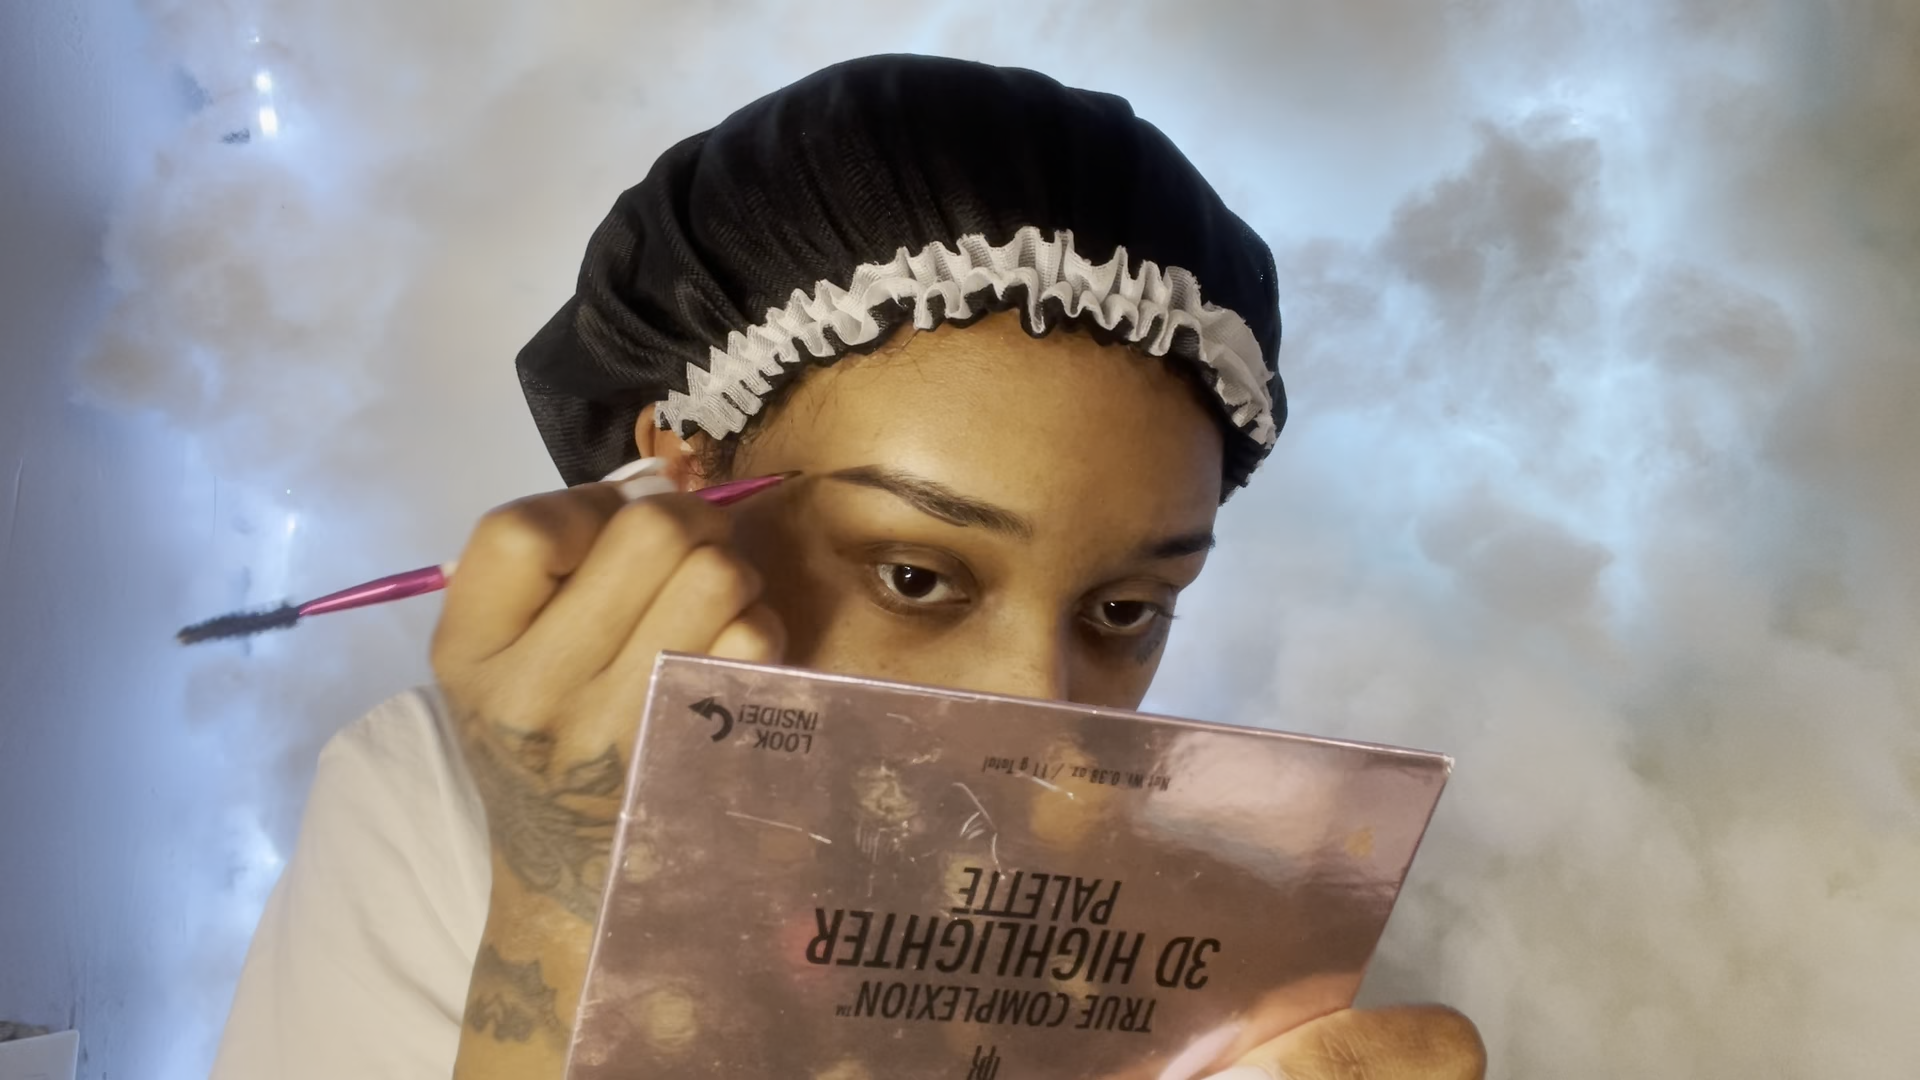 TRUE COMPLEXION™
3D HIGHLIGHTER
PALETTE
Net Wt. 0.38 oz. / 11 g Total
LOOK
INSIDE!